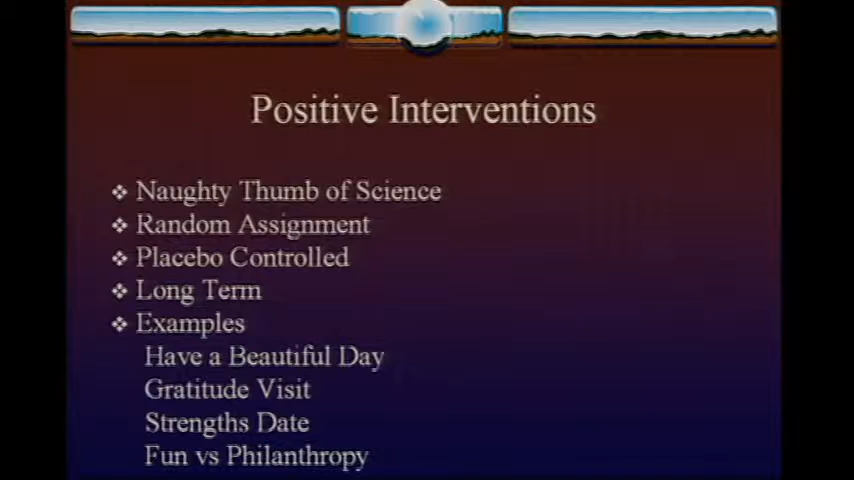 Positive Interventions
❖ Naughty Thumb of Science
❖ Random Assignment
❖ Placebo Controlled
❖ Long Term
❖ Examples
Have a Beautiful Day
Gratitude Visit
Strengths Date
Fun vs Philanthropy